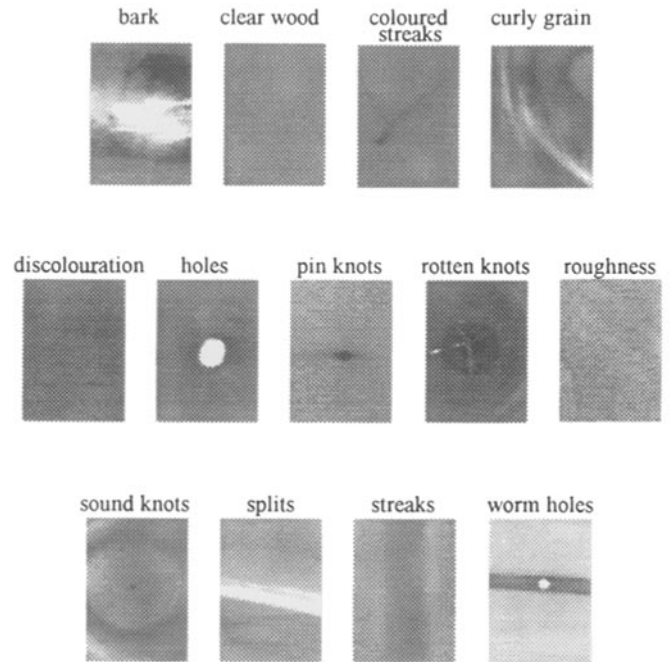 bark
clear wood
coloured
streaks
curly grain
discolouration
holes
pin knots
rotten knots
roughness
sound knots
splits
streaks
worm holes